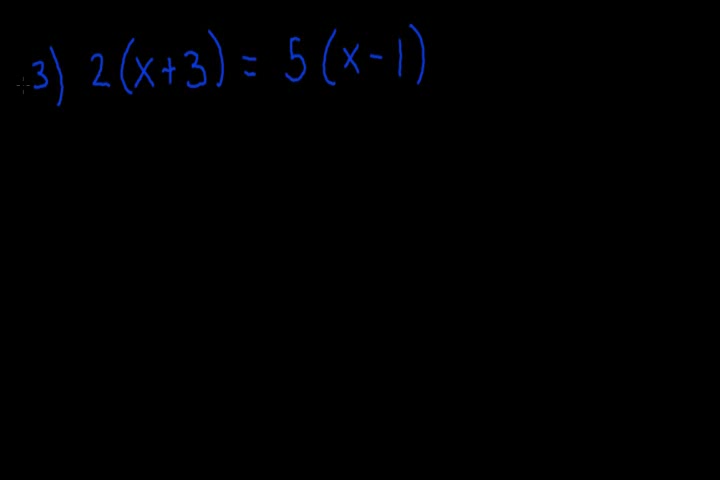 3) 2(x+3) = 5(x-1)